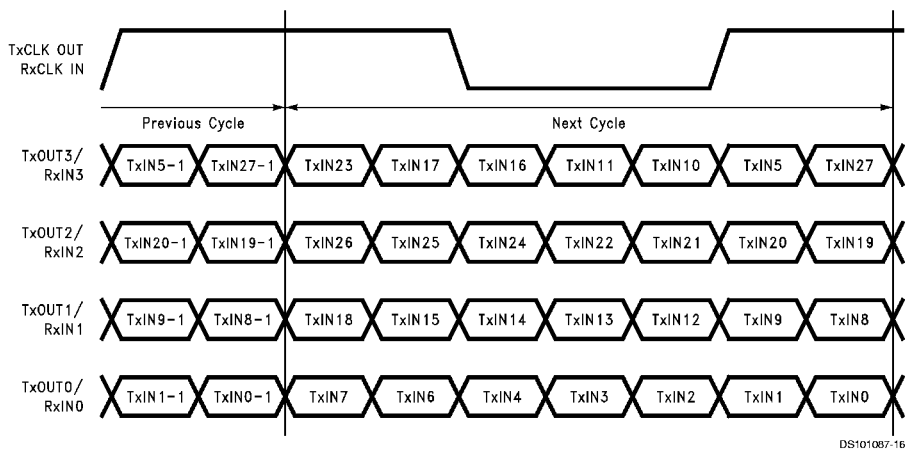 TxCLK OUT
RxCLK IN
Previous Cycle Next Cycle
TxOUT3/
RxIN3
TxIN5-1 TxIN27-1 TxIN23 TxIN17 TxIN16 TxIN11 TxIN10 TxIN5 TxIN27
TxOUT2/
RxIN2
TxIN20-1 TxIN19-1 TxIN26 TxIN25 TxIN24 TxIN22 TxIN21 TxIN20 TxIN19
TxOUT1/
RxIN1
TxIN9-1 TxIN8-1 TxIN18 TxIN15 TxIN14 TxIN13 TxIN12 TxIN9 TxIN8
TxOUT0/
RxIN0
TxIN1-1 TxIN0-1 TxIN7 TxIN6 TxIN4 TxIN3 TxIN2 TxIN1 TxIN0
DS101087-16